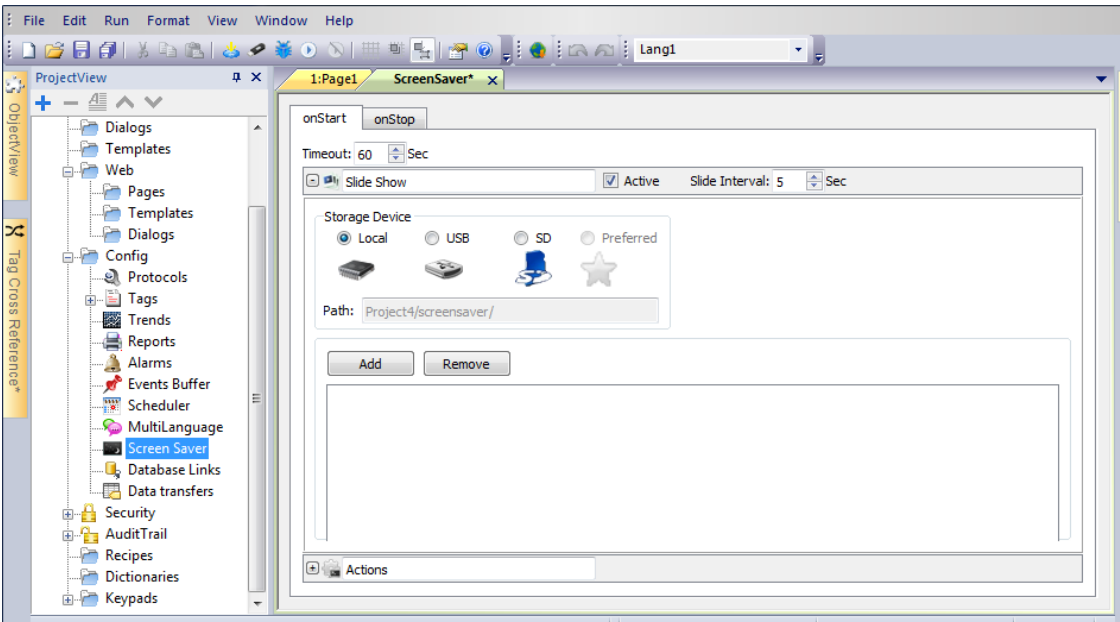 File Edit Run Format View Window Help
Lang1
ProjectView
1:Page1 ScreenSaver*
ObjectView
Tag Cross Reference*
Dialogs
Templates
Web
Pages
Templates
Dialogs
Config
Protocols
Tags
Trends
Reports
Alarms
Events Buffer
Scheduler
MultiLanguage
Screen Saver
Database Links
Data transfers
Security
AuditTrail
Recipes
Dictionaries
Keypads
onStart onStop
Timeout: 60 Sec
Slide Show Active Slide Interval: 5 Sec
Storage Device
Local USB SD Preferred
Path: Project4/screensaver/
Add Remove
Actions